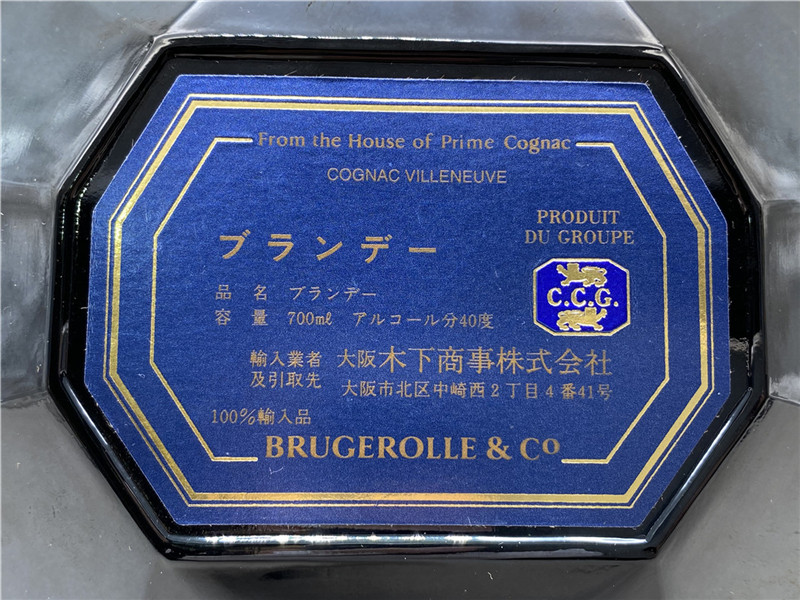 From the House of Prime Cognac
COGNAC VILLENEUVE
PRODUIT
DU GROUPE
C.C.G.
ブランデー
品名 ブランデー
容量 700mℓ アルコール分40度
輸入業者 大阪木下商事株式会社
及引取先 大阪市北区中崎西2丁目4番41号
100%輸入品
BRUGEROLLE & Co